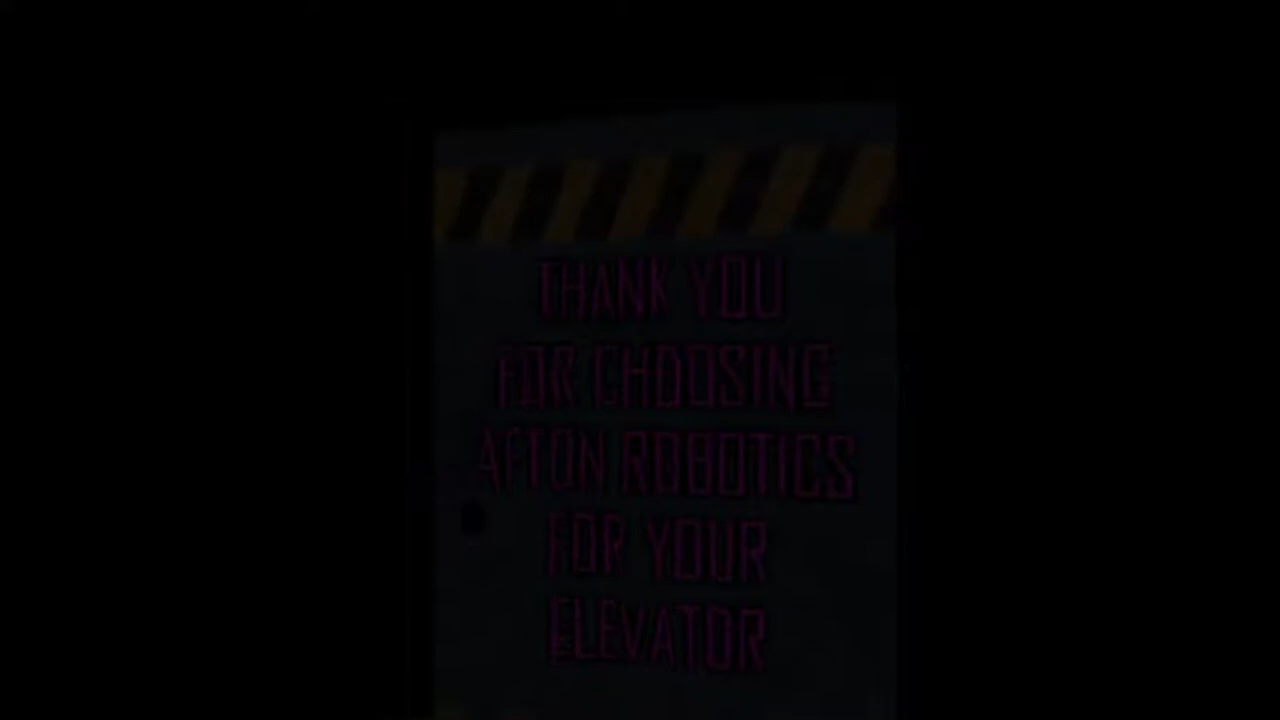 THANK YOU
FOR CHOOSING
AFTON ROBOTICS
FOR YOUR
ELEVATOR